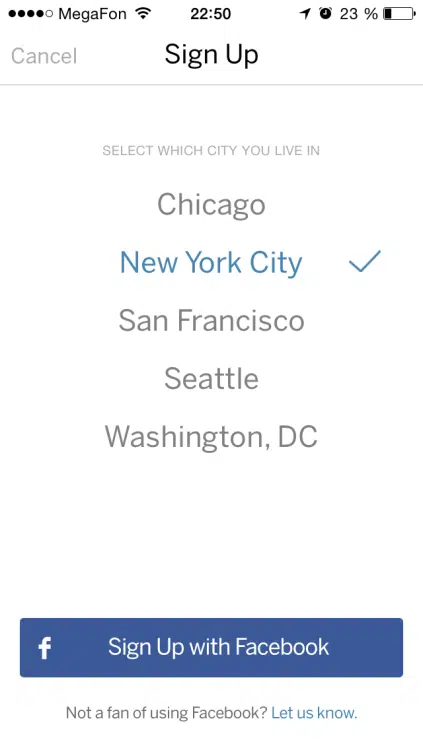 MegaFon 22:50 23 %
Cancel Sign Up
SELECT WHICH CITY YOU LIVE IN
Chicago
New York City
San Francisco
Seattle
Washington, DC
f Sign Up with Facebook
Not a fan of using Facebook? Let us know.